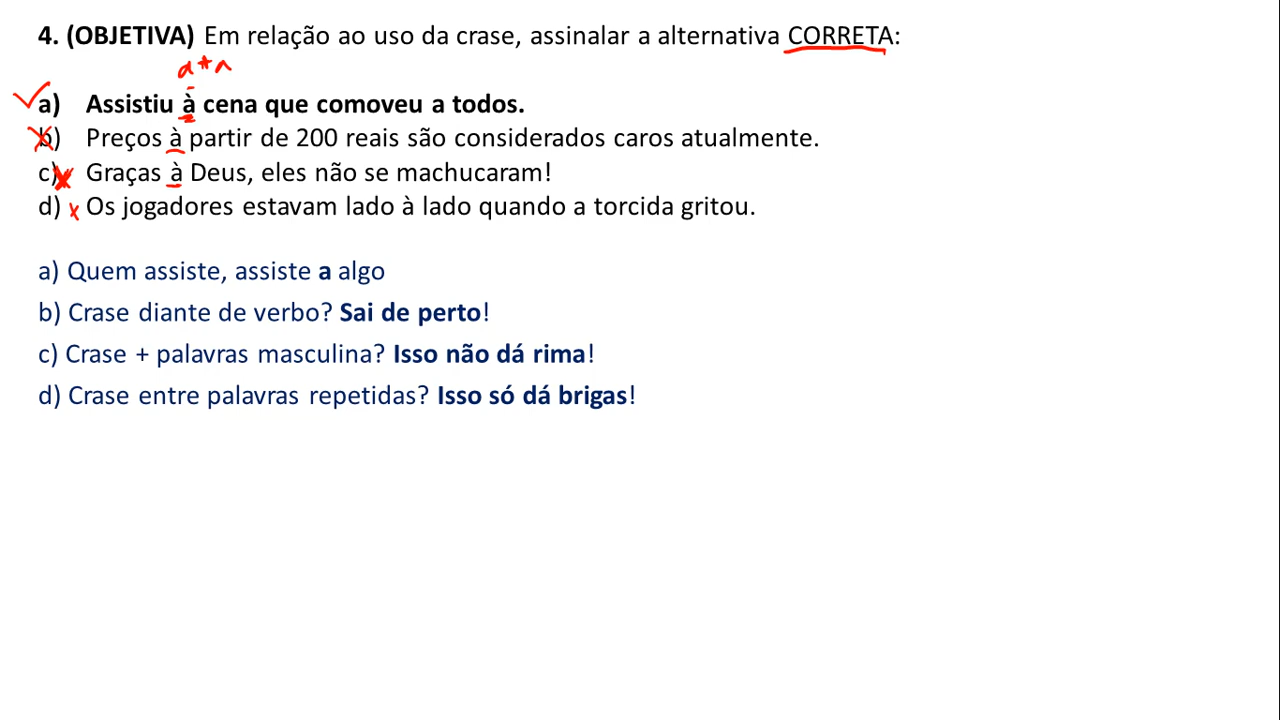 4. (OBJETIVA) Em relação ao uso da crase, assinalar a alternativa CORRETA:
a + a
a) Assistiu à cena que comoveu a todos.
b) Preços à partir de 200 reais são considerados caros atualmente.
c) Graças à Deus, eles não se machucaram!
d) Os jogadores estavam lado à lado quando a torcida gritou.
a) Quem assiste, assiste a algo
b) Crase diante de verbo? Sai de perto!
c) Crase + palavras masculina? Isso não dá rima!
d) Crase entre palavras repetidas? Isso só dá brigas!